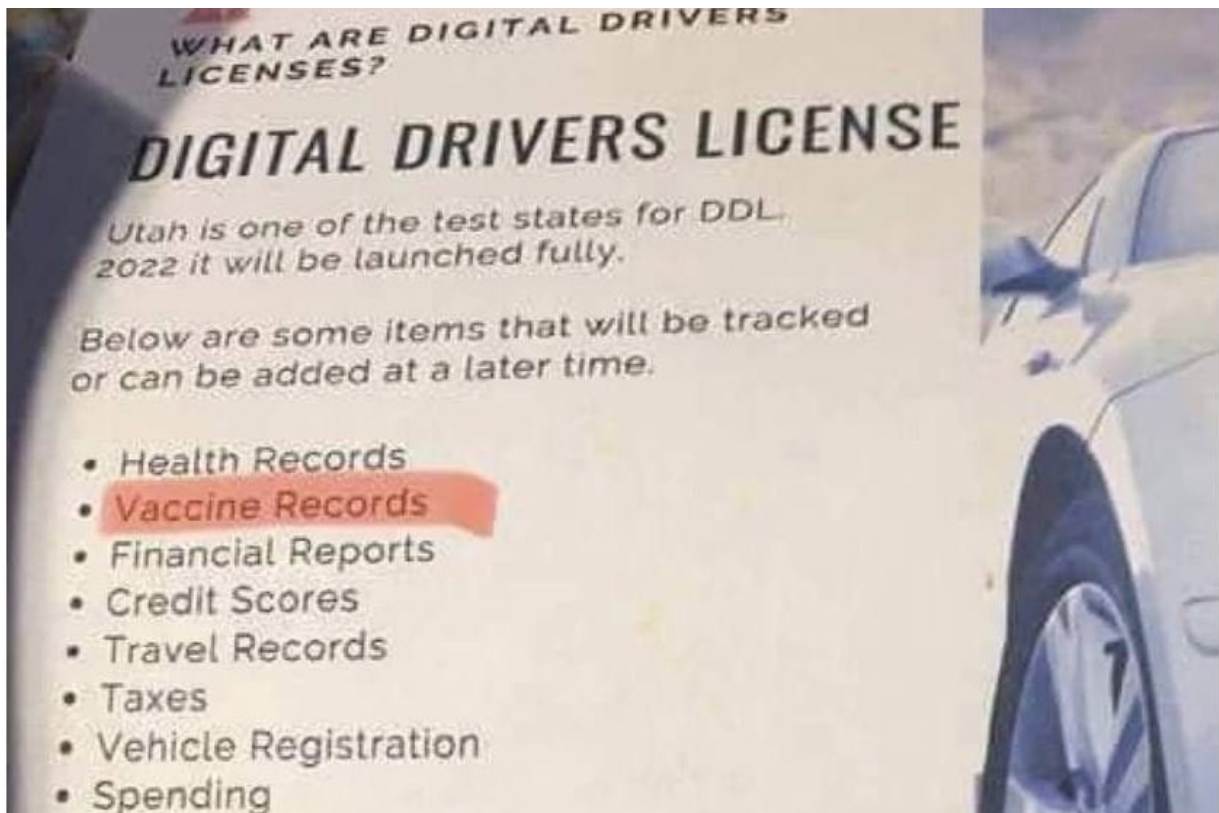 WHAT ARE DIGITAL DRIVERS
LICENSES?
DIGITAL DRIVERS LICENSE
Utah is one of the test states for DDL.
2022 it will be launched fully.
Below are some items that will be tracked
or can be added at a later time.
• Health Records
• Vaccine Records
• Financial Reports
• Credit Scores
• Travel Records
• Taxes
• Vehicle Registration
• Spending